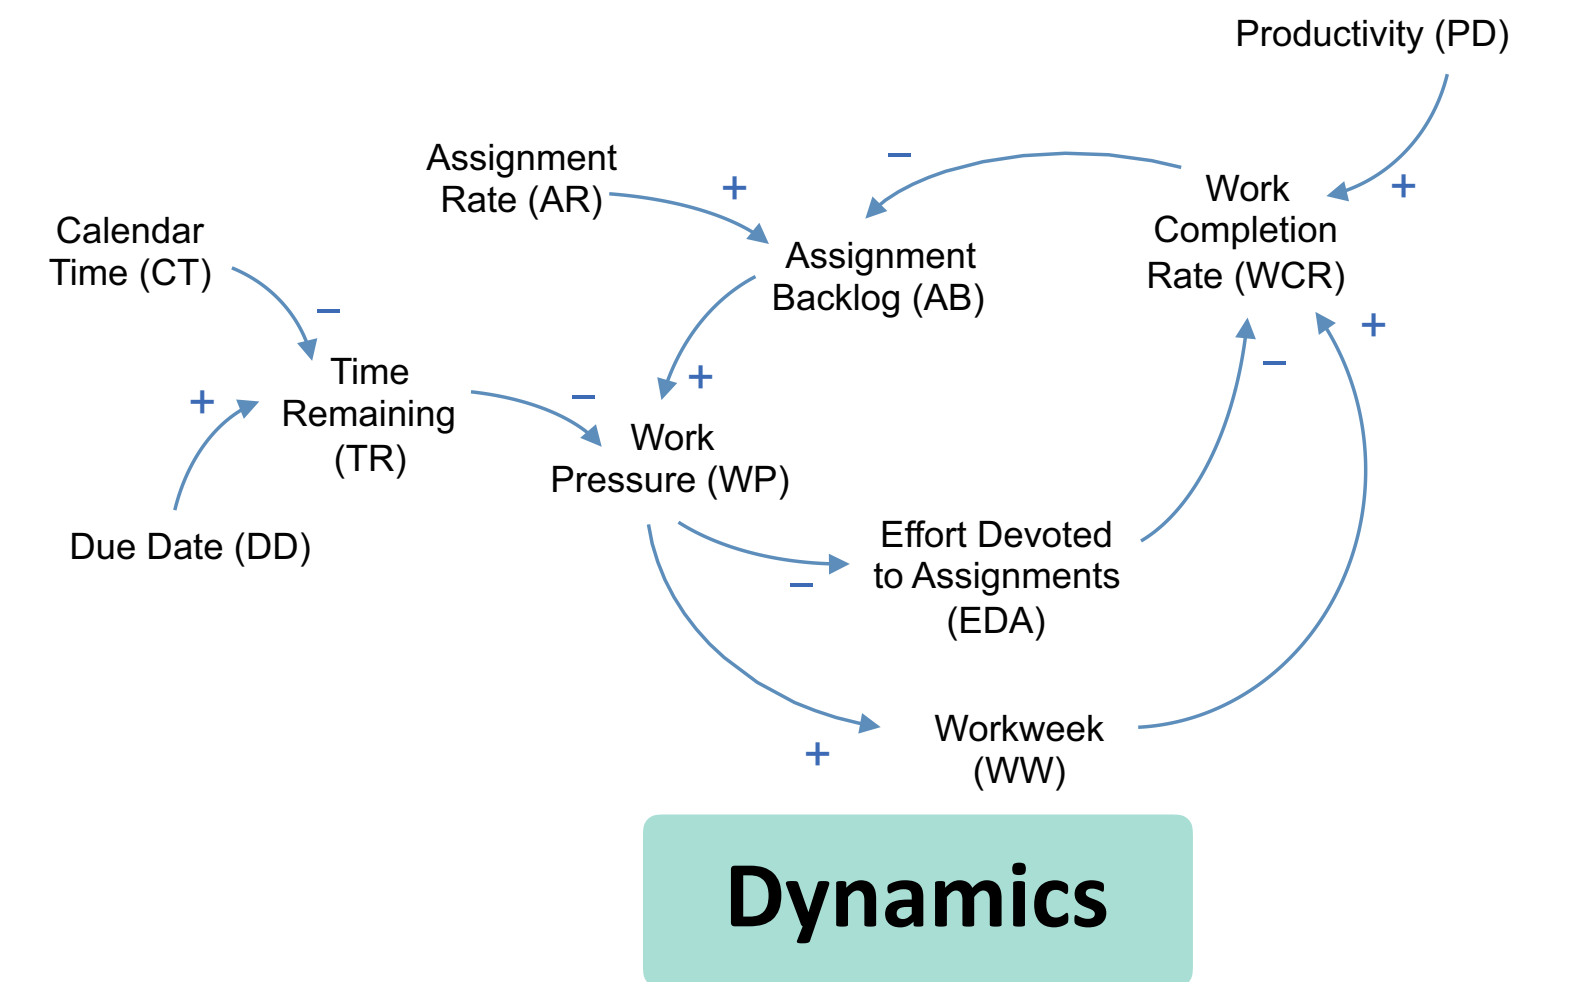 Productivity (PD)
Assignment
Rate (AR)
+
−
Work
Completion
Rate (WCR)
+
Calendar
Time (CT)
Assignment
Backlog (AB)
−
+
−
Time
Remaining
(TR)
+
−
+
Work
Pressure (WP)
Due Date (DD)
−
Effort Devoted
to Assignments
(EDA)
+
Workweek
(WW)
Dynamics